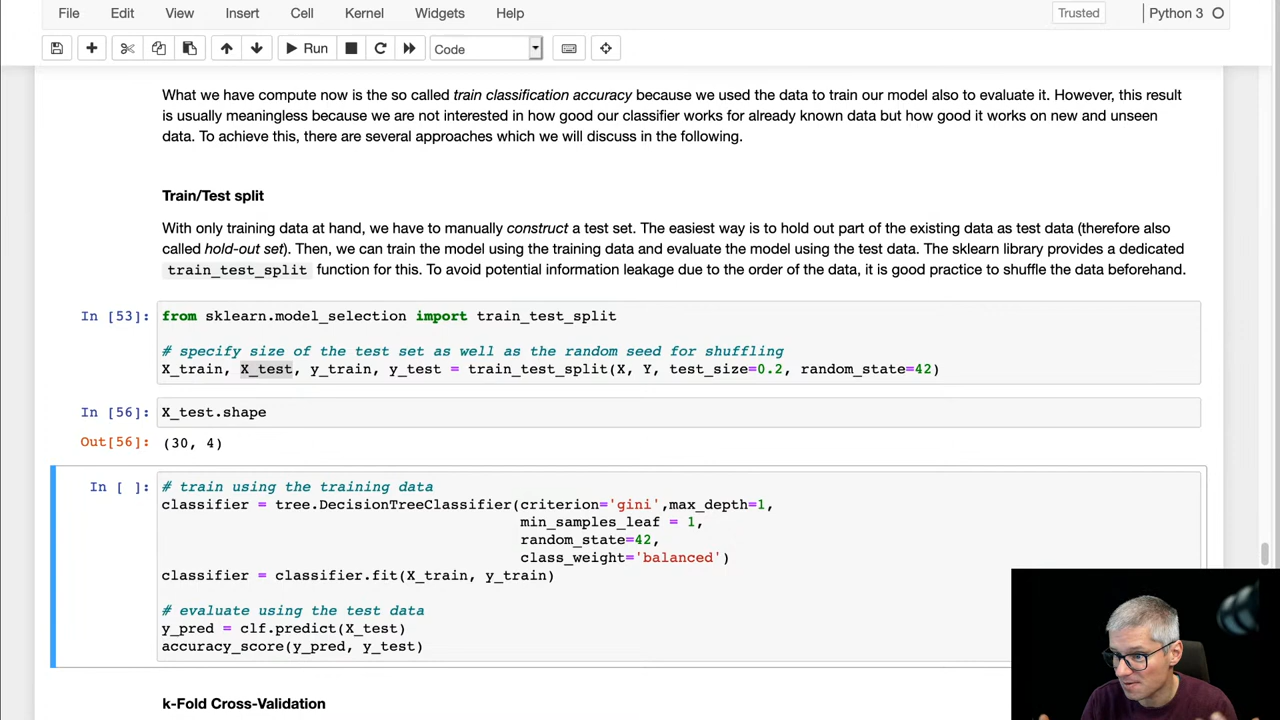 File Edit View Insert Cell Kernel Widgets Help Trusted Python 3
Run Code
What we have compute now is the so called train classification accuracy because we used the data to train our model also to evaluate it. However, this result
is usually meaningless because we are not interested in how good our classifier works for already known data but how good it works on new and unseen
data. To achieve this, there are several approaches which we will discuss in the following.
Train/Test split
With only training data at hand, we have to manually construct a test set. The easiest way is to hold out part of the existing data as test data (therefore also
called hold-out set). Then, we can train the model using the training data and evaluate the model using the test data. The sklearn library provides a dedicated
train_test_split function for this. To avoid potential information leakage due to the order of the data, it is good practice to shuffle the data beforehand.
In [53]: from sklearn.model_selection import train_test_split
# specify size of the test set as well as the random seed for shuffling
X_train, X_test, y_train, y_test = train_test_split(X, Y, test_size=0.2, random_state=42)
In [56]: X_test.shape
Out[56]: (30, 4)
In [ ]: # train using the training data
classifier = tree.DecisionTreeClassifier(criterion='gini',max_depth=1,
min_samples_leaf = 1,
random_state=42,
class_weight='balanced')
classifier = classifier.fit(X_train, y_train)
# evaluate using the test data
y_pred = clf.predict(X_test)
accuracy_score(y_pred, y_test)
k-Fold Cross-Validation